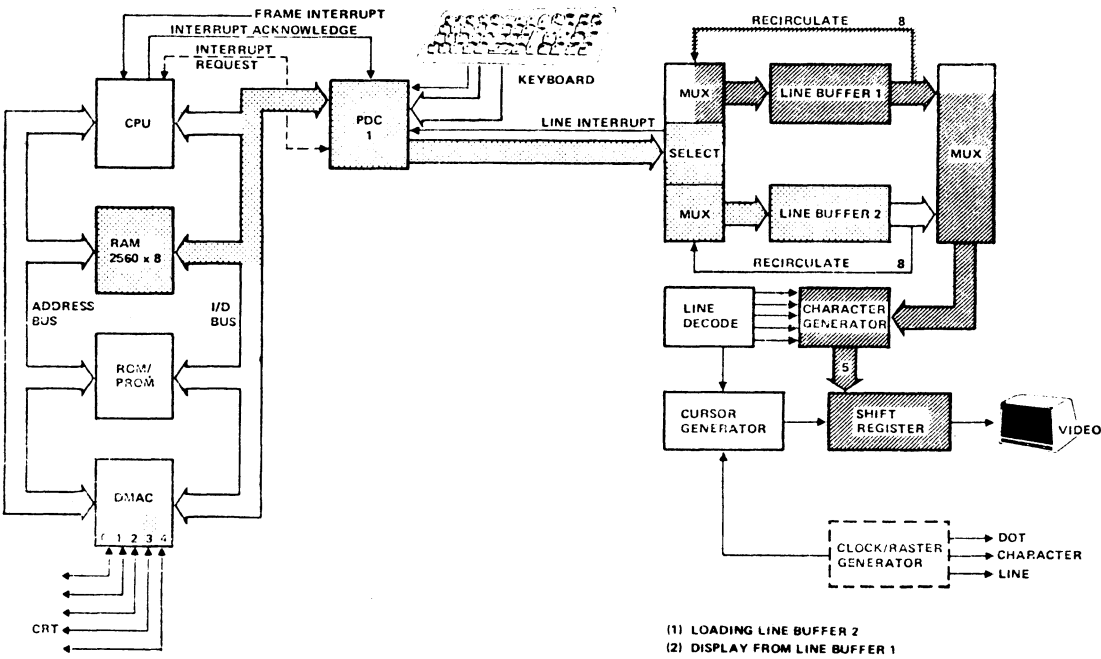 FRAME INTERRUPT
INTERRUPT ACKNOWLEDGE
INTERRUPT
REQUEST
KEYBOARD
RECIRCULATE 8
CPU
PDC
1
LINE INTERRUPT
MUX
LINE BUFFER 1
SELECT
MUX
MUX
LINE BUFFER 2
RECIRCULATE 8
RAM
2560 x 8
ADDRESS
BUS
I/D
BUS
LINE
DECODE
CHARACTER
GENERATOR
5
ROM/
PROM
CURSOR
GENERATOR
SHIFT
REGISTER
VIDEO
DMAC
1 2 3 4
CLOCK/RASTER
GENERATOR
DOT
CHARACTER
LINE
CRT
(1) LOADING LINE BUFFER 2
(2) DISPLAY FROM LINE BUFFER 1